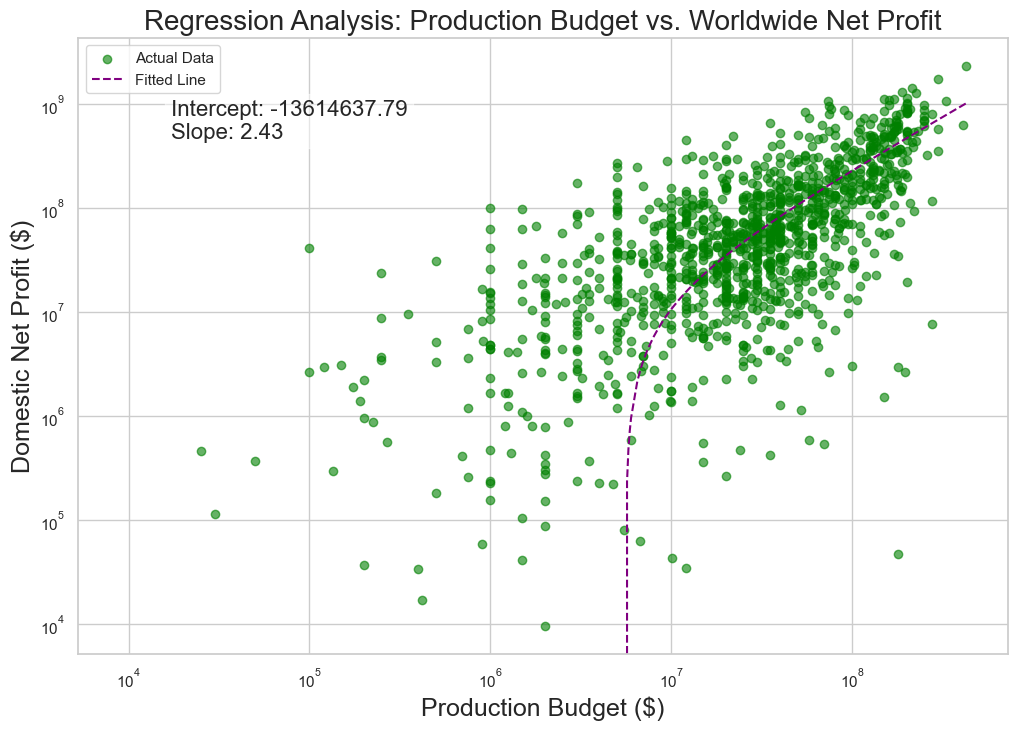 Regression Analysis: Production Budget vs. Worldwide Net Profit
Actual Data
Fitted Line
Intercept: -13614637.79
Slope: 2.43
Domestic Net Profit ($)
10⁹
10⁸
10⁷
10⁶
10⁵
10⁴
10⁴ 10⁵ 10⁶ 10⁷ 10⁸
Production Budget ($)